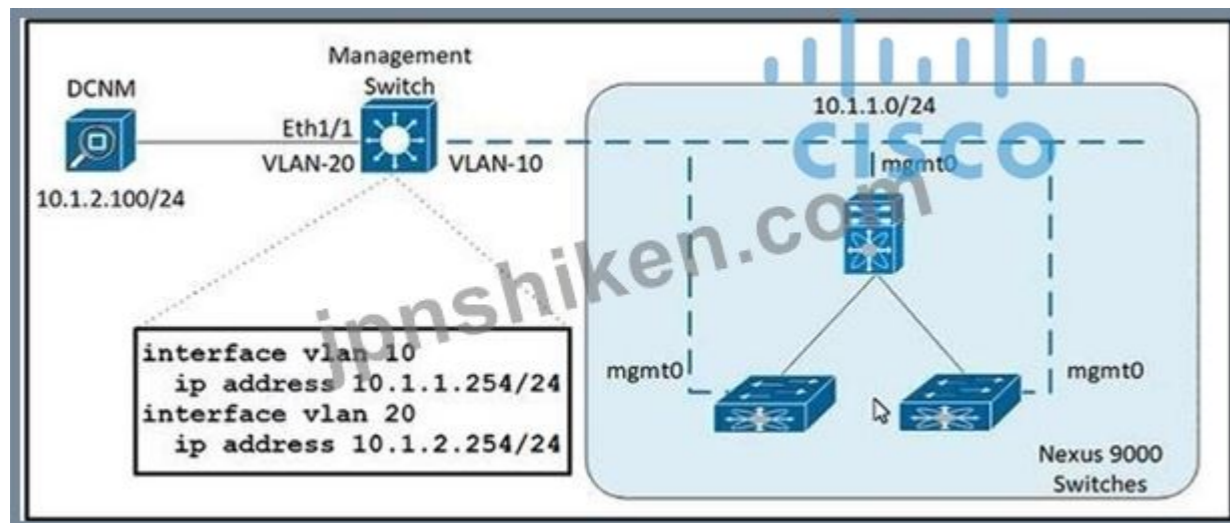 Management
Switch
DCNM
Eth1/1
VLAN-20
VLAN-10
10.1.2.100/24
10.1.1.0/24
CISCO
mgmt0
jpnshiken.com
interface vlan 10
ip address 10.1.1.254/24
interface vlan 20
ip address 10.1.2.254/24
mgmt0
mgmt0
Nexus 9000
Switches